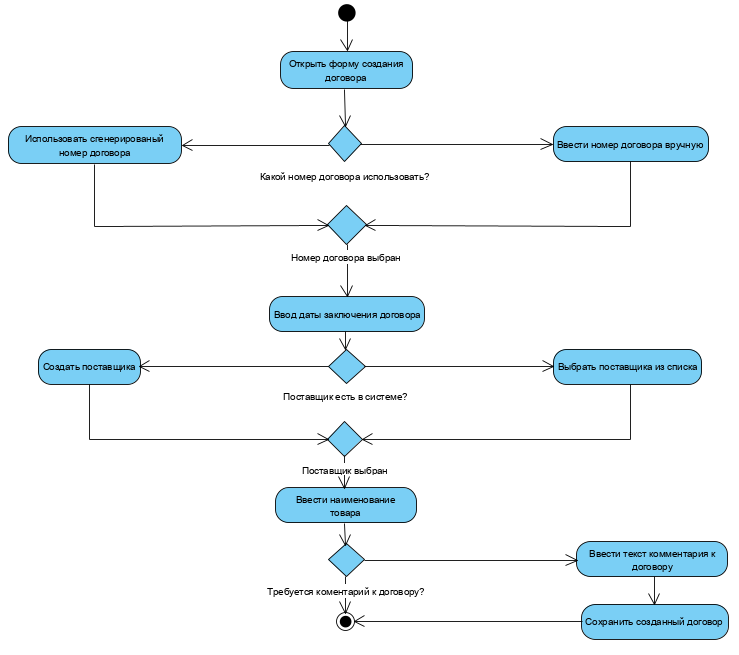 Открыть форму создания
договора
Использовать сгенерированый
номер договора
Ввести номер договора вручную
Какой номер договора использовать?
Номер договора выбран
Ввод даты заключения договора
Создать поставщика
Выбрать поставщика из списка
Поставщик есть в системе?
Поставщик выбран
Ввести наименование
товара
Ввести текст комментария к
договору
Требуется коментарий к договору?
Сохранить созданный договор